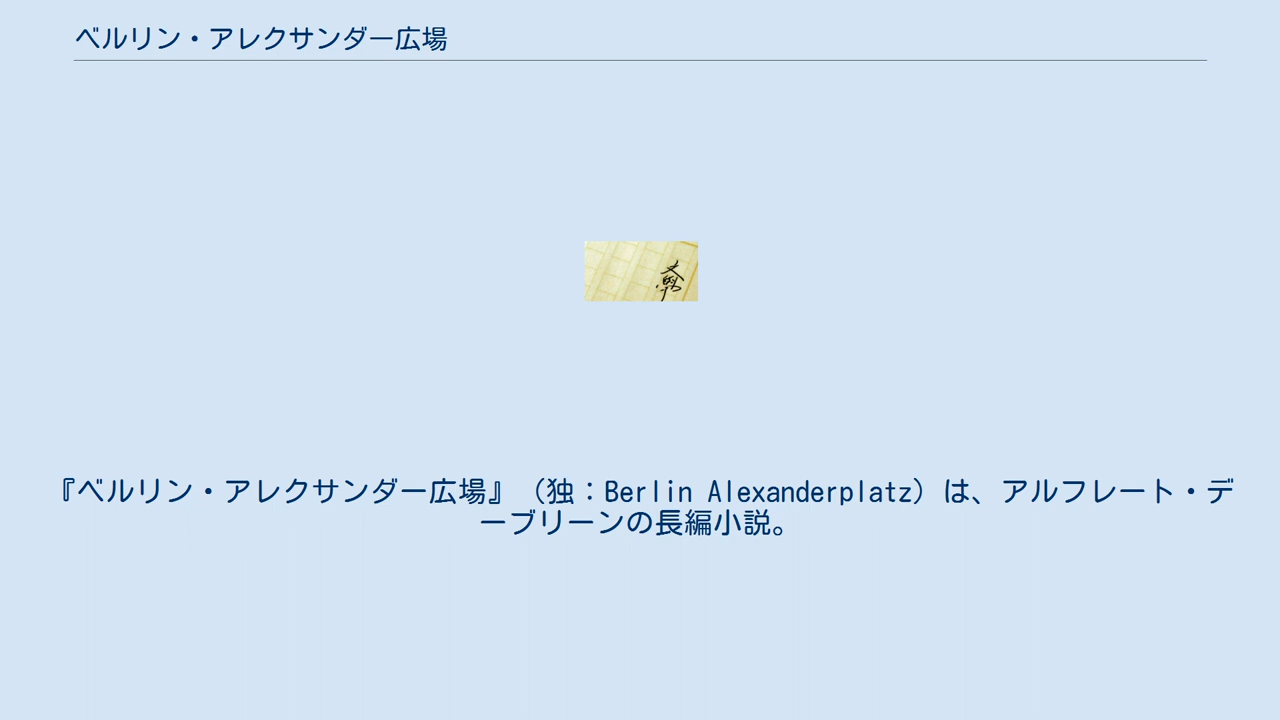 ベルリン・アレクサンダー広場
『ベルリン・アレクサンダー広場』（独：Berlin Alexanderplatz）は、アルフレート・デ
ーブリーンの長編小説。